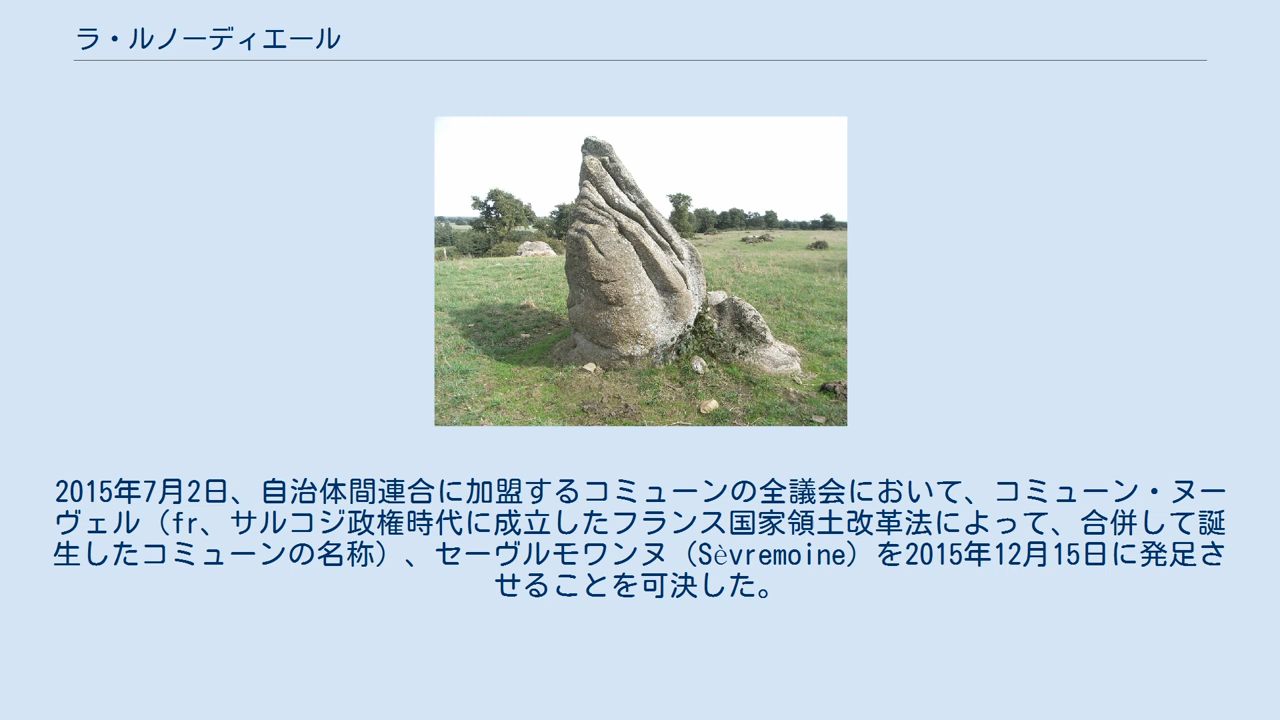 ラ・ルノーディエール
2015年7月2日、自治体間連合に加盟するコミューンの全議会において、コミューン・ヌー
ヴェル（fr、サルコジ政権時代に成立したフランス国家領土改革法によって、合併して誕
生したコミューンの名称）、セーヴルモワンヌ（Sèvremoine）を2015年12月15日に発足さ
せることを可決した。